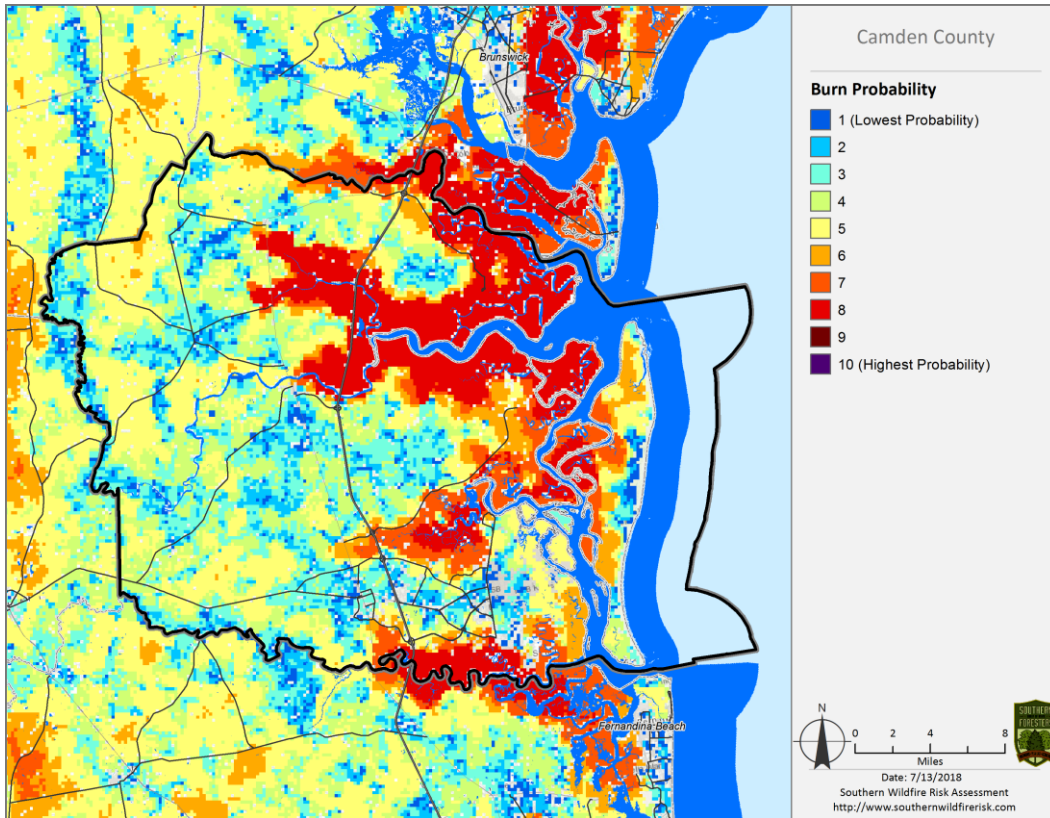 Camden County
Burn Probability
1 (Lowest Probability)
2
3
4
5
6
7
8
9
10 (Highest Probability)
Brunswick
Fernandina Beach
N
0 2 4 8
Miles
Date: 7/13/2018
Southern Wildfire Risk Assessment
http://www.southernwildfirerisk.com
SOUTHERN
FORESTERS